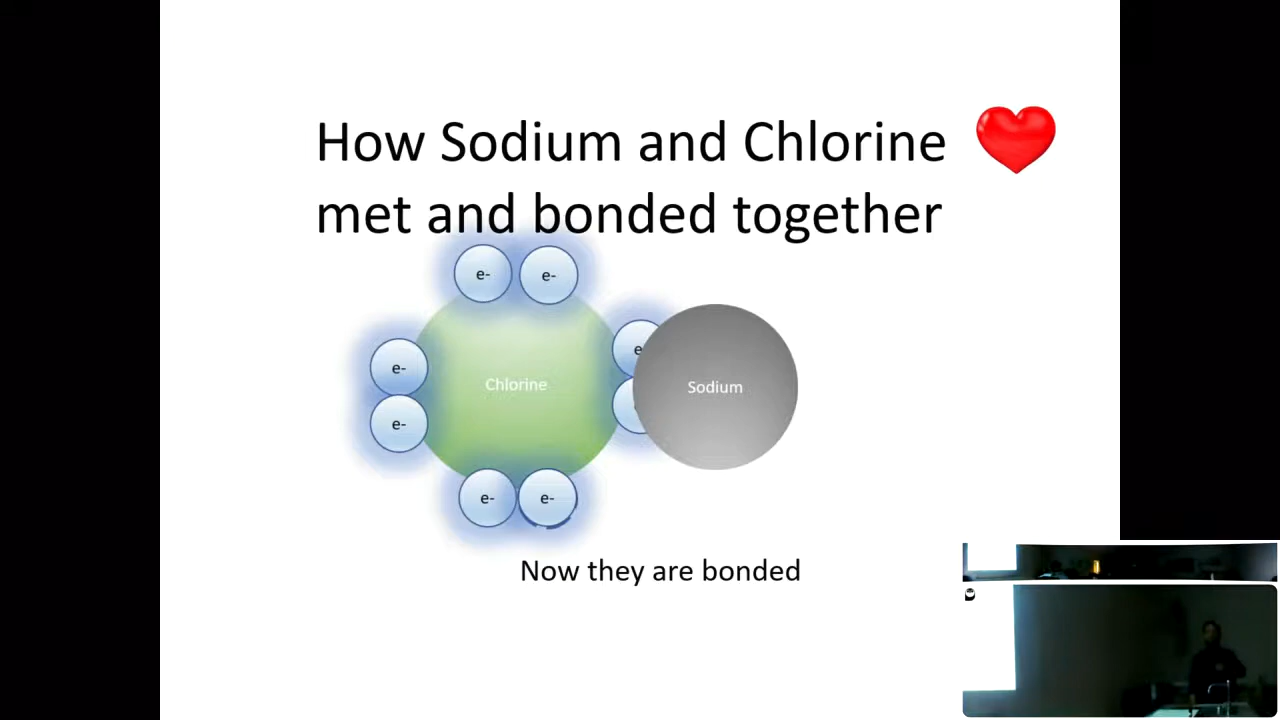 How Sodium and Chlorine
met and bonded together
e- e-
e-
e
Chlorine
Sodium
e-
e- e-
Now they are bonded